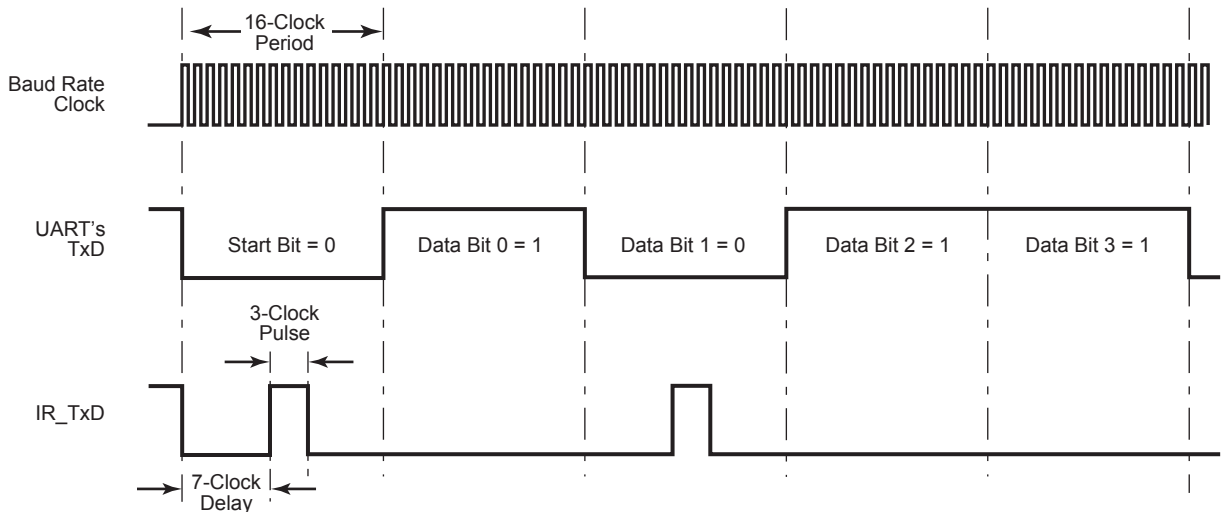 16-Clock
Period
Baud Rate
Clock
UART's
TxD
Start Bit = 0
Data Bit 0 = 1
Data Bit 1 = 0
Data Bit 2 = 1
Data Bit 3 = 1
3-Clock
Pulse
IR_TxD
7-Clock
Delay